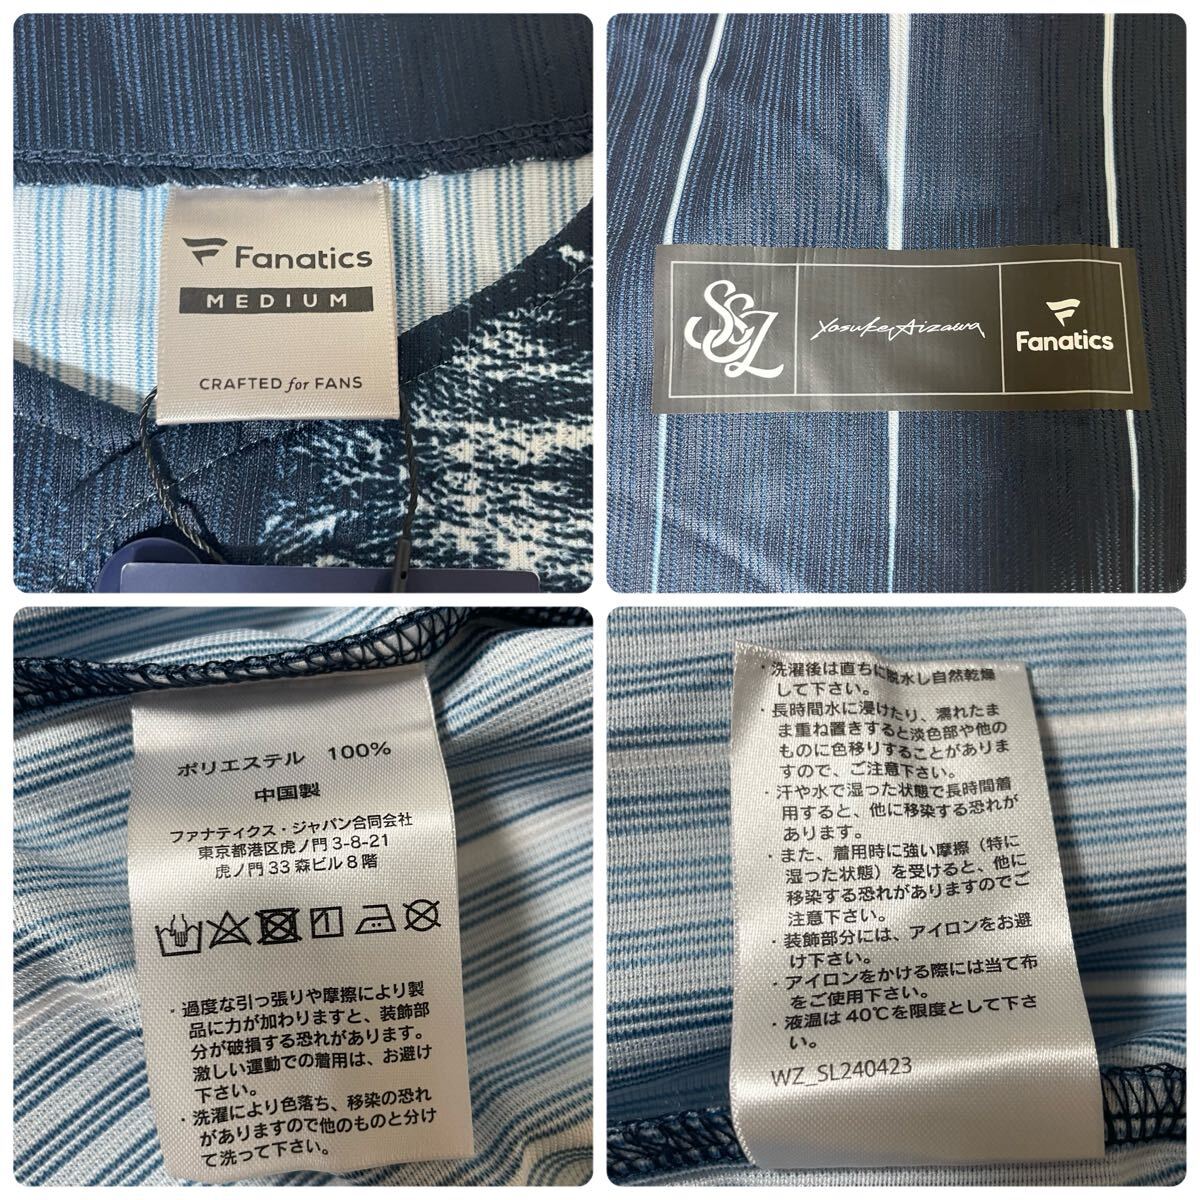 Fanatics
MEDIUM
CRAFTED for FANS
SSZ
Yosuke Aizawa
Fanatics
ポリエステル 100%
中国製
ファナティクス・ジャパン合同会社
東京都港区虎ノ門3-8-21
虎ノ門33森ビル8階
・過度な引っ張りや摩擦により製
品に力が加わりますと、装飾部
分が破損する恐れがあります。
激しい運動での着用は、お避け
下さい。
・洗濯により色落ち、移染の恐れ
がありますので他のものと分け
て洗って下さい。
・洗濯後は直ちに脱水し自然乾燥
して下さい。
・長時間水に浸けたり、濡れたま
ま重ね置きすると淡色部や他の
ものに色移りすることがありま
すので、ご注意下さい。
・汗や水で湿った状態で長時間着
用すると、他に移染する恐れが
あります。
・また、着用時に強い摩擦（特に
湿った状態）を受けると、他に
移染する恐れがありますのでご
注意下さい。
・装飾部分には、アイロンをお避
け下さい。
・アイロンをかける際には当て布
をご使用下さい。
・液温は40℃を限度として下さ
い。
WZ_SL240423